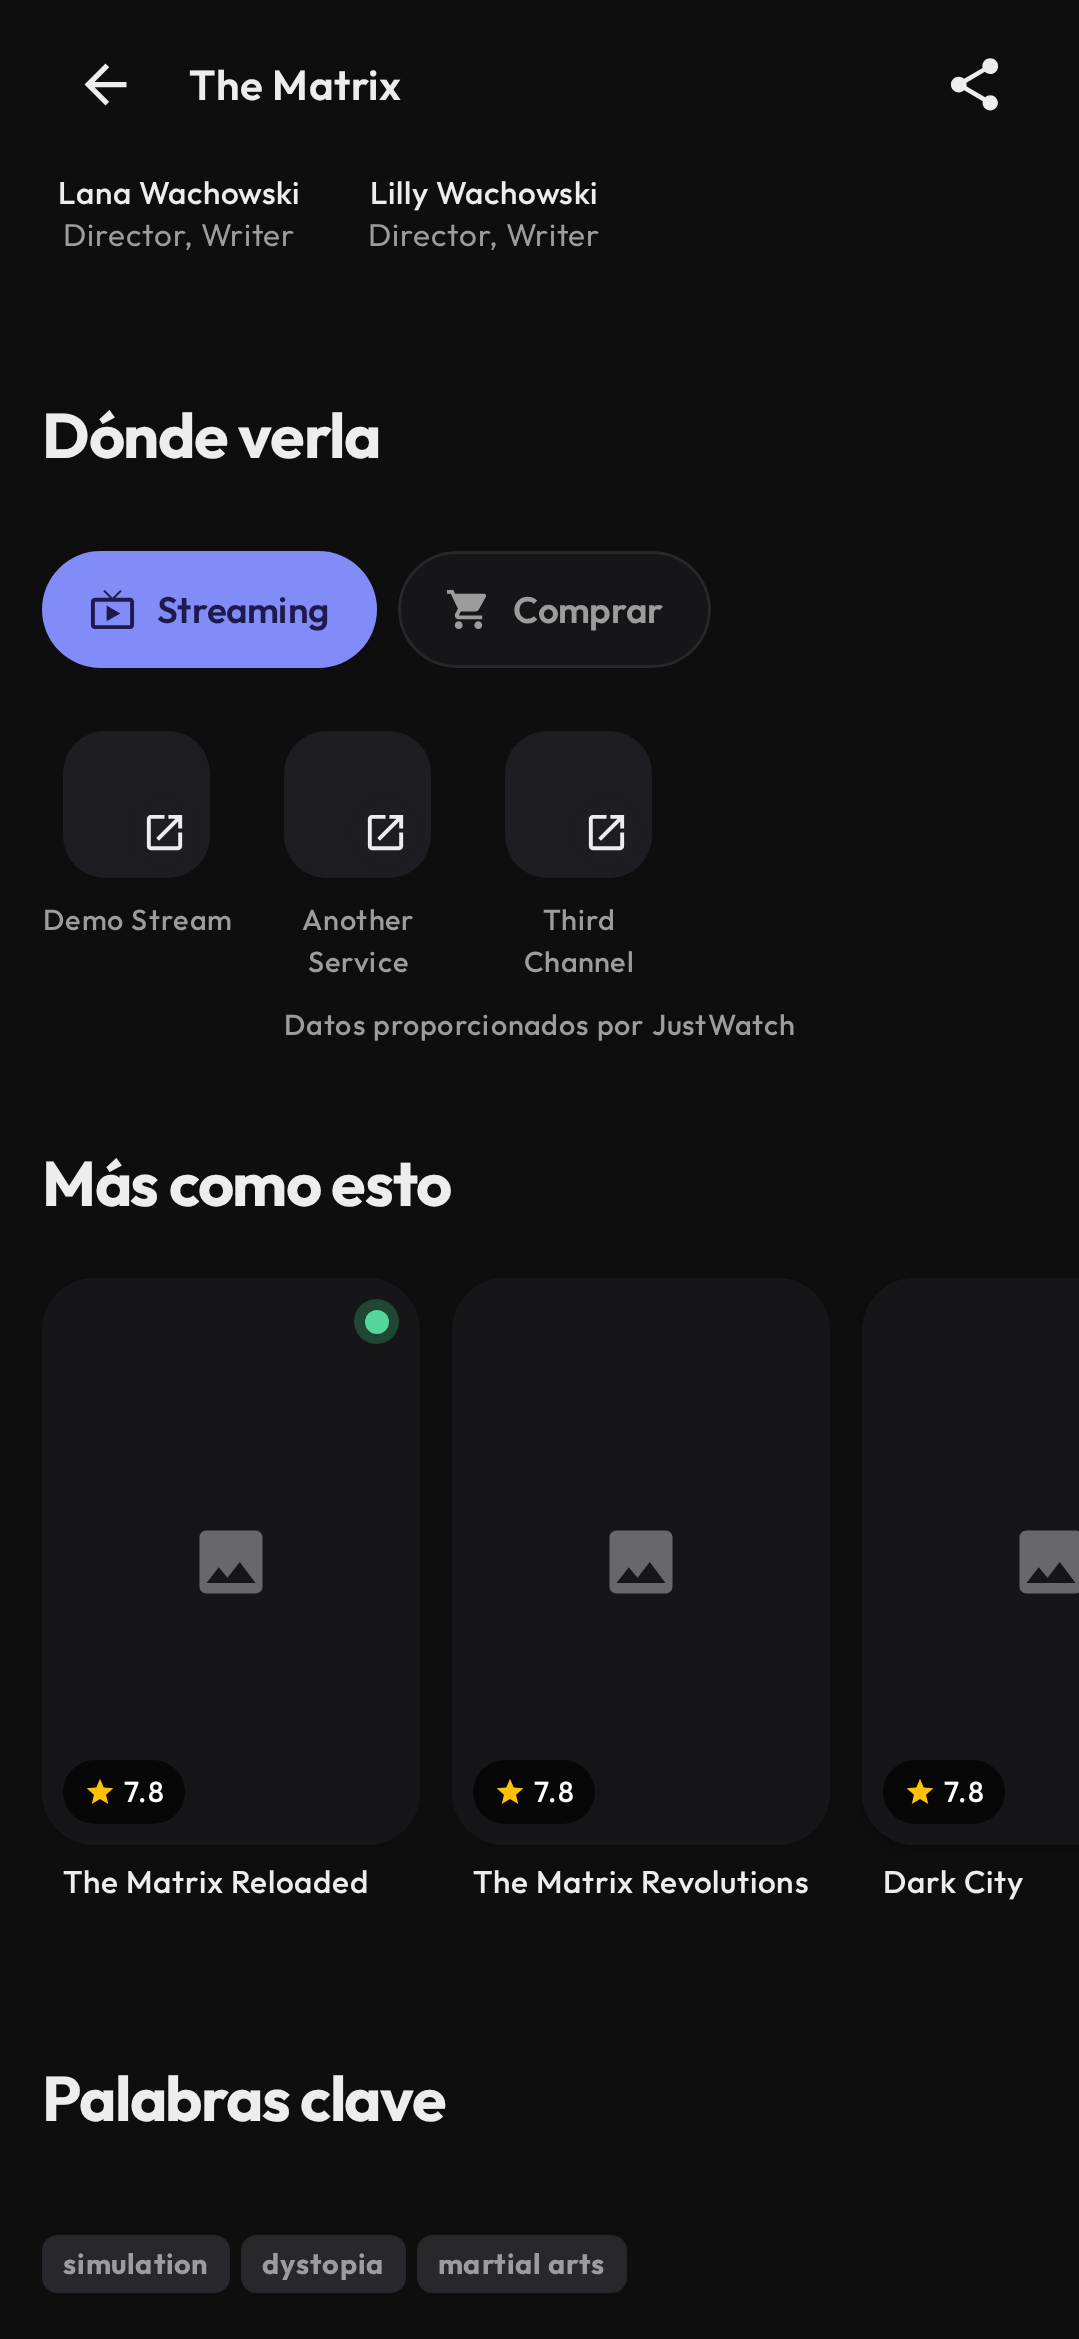 The Matrix
Lana Wachowski
Director, Writer
Lilly Wachowski
Director, Writer
Dónde verla
Streaming
Comprar
Demo Stream
Another
Service
Third
Channel
Datos proporcionados por JustWatch
Más como esto
7.8
The Matrix Reloaded
7.8
The Matrix Revolutions
7.8
Dark City
Palabras clave
simulation
dystopia
martial arts